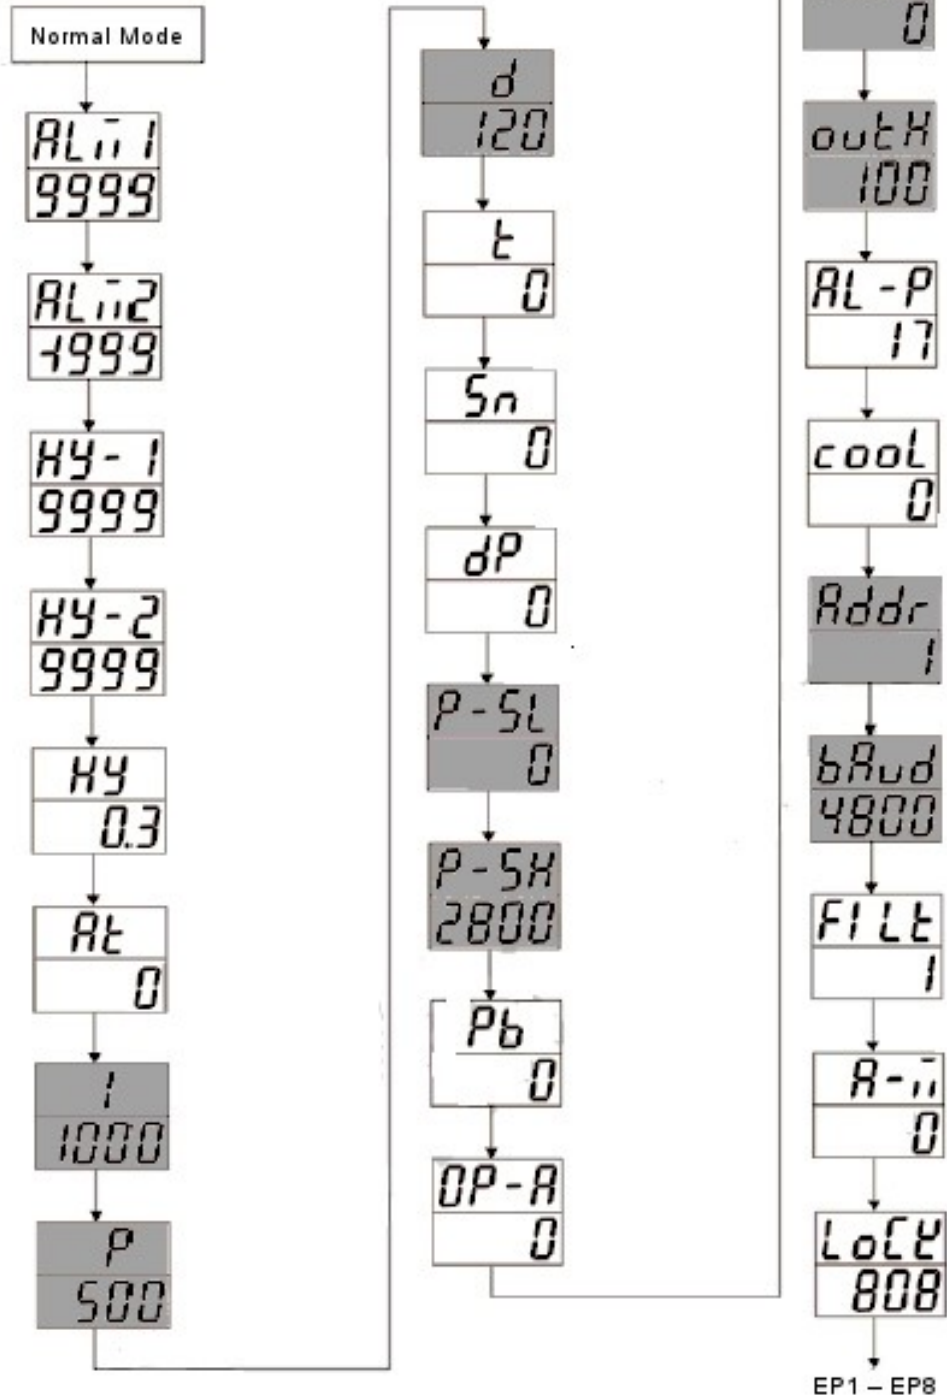 Normal Mode
ALM1
9999
ALM2
-1999
HY-1
9999
HY-2
9999
HY
0.3
At
0
I
1000
P
500
d
120
t
0
Sn
0
dP
0
P-SL
0
P-SH
2800
Pb
0
OP-A
0
0
outH
100
AL-P
17
cooL
0
Addr
1
bAud
4800
FILt
1
A-M
0
LoCK
808
EP1 – EP8